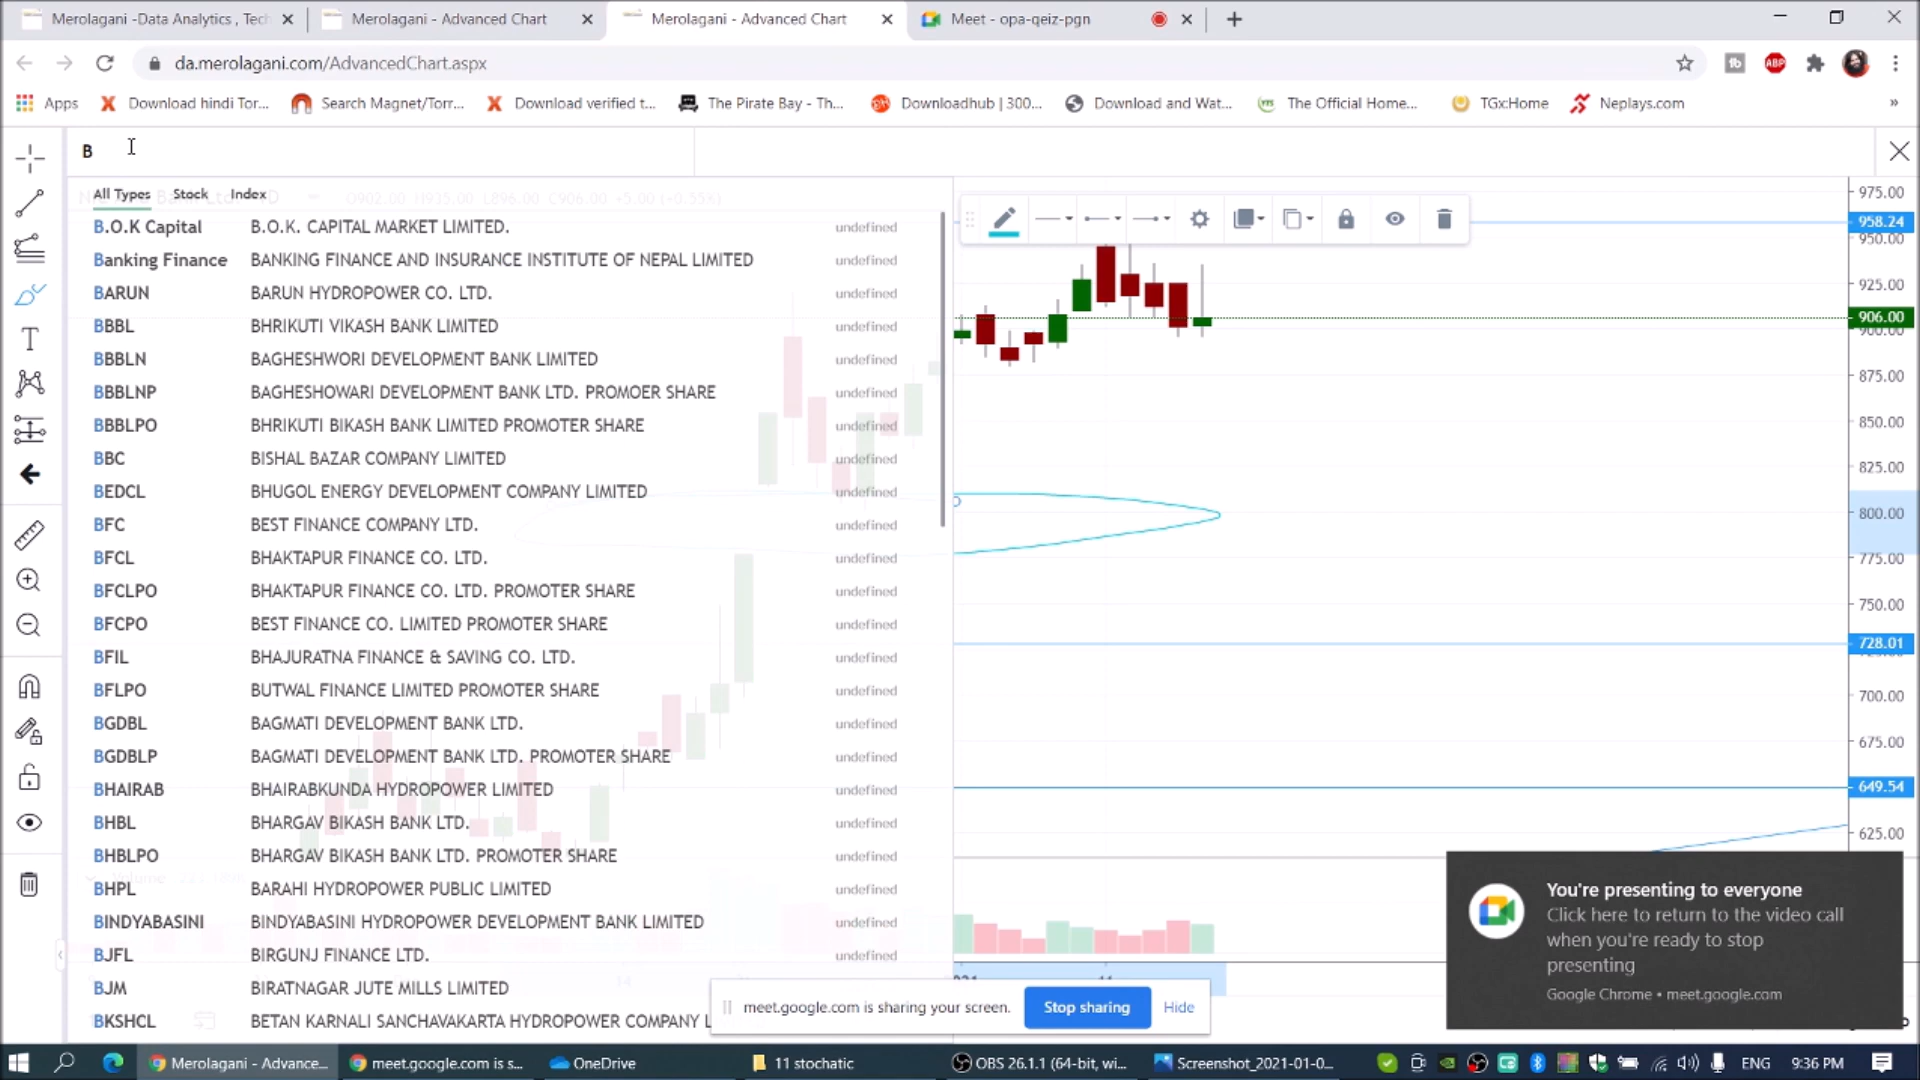 Merolagani -Data Analytics , Tech
Merolagani - Advanced Chart
Merolagani - Advanced Chart
Meet - opa-qeiz-pgn
da.merolagani.com/AdvancedChart.aspx
Apps
Download hindi Tor...
Search Magnet/Torr...
Download verified t...
The Pirate Bay - Th...
Downloadhub | 300...
Download and Wat...
The Official Home...
TGx:Home
Neplays.com
B
All Types Stock Index
O902.00 H935.00 L896.00 C906.00 +5.00 (+0.55%)
B.O.K Capital B.O.K. CAPITAL MARKET LIMITED. undefined
Banking Finance BANKING FINANCE AND INSURANCE INSTITUTE OF NEPAL LIMITED undefined
BARUN BARUN HYDROPOWER CO. LTD. undefined
BBBL BHRIKUTI VIKASH BANK LIMITED undefined
BBBLN BAGHESHWORI DEVELOPMENT BANK LIMITED undefined
BBBLNP BAGHESHOWARI DEVELOPMENT BANK LTD. PROMOER SHARE undefined
BBBLPO BHRIKUTI BIKASH BANK LIMITED PROMOTER SHARE undefined
BBC BISHAL BAZAR COMPANY LIMITED undefined
BEDCL BHUGOL ENERGY DEVELOPMENT COMPANY LIMITED undefined
BFC BEST FINANCE COMPANY LTD. undefined
BFCL BHAKTAPUR FINANCE CO. LTD. undefined
BFCLPO BHAKTAPUR FINANCE CO. LTD. PROMOTER SHARE undefined
BFCPO BEST FINANCE CO. LIMITED PROMOTER SHARE undefined
BFIL BHAJURATNA FINANCE & SAVING CO. LTD. undefined
BFLPO BUTWAL FINANCE LIMITED PROMOTER SHARE undefined
BGDBL BAGMATI DEVELOPMENT BANK LTD. undefined
BGDBLP BAGMATI DEVELOPMENT BANK LTD. PROMOTER SHARE undefined
BHAIRAB BHAIRABKUNDA HYDROPOWER LIMITED undefined
BHBL BHARGAV BIKASH BANK LTD. undefined
BHBLPO BHARGAV BIKASH BANK LTD. PROMOTER SHARE undefined
Volume
BHPL BARAHI HYDROPOWER PUBLIC LIMITED undefined
BINDYABASINI BINDYABASINI HYDROPOWER DEVELOPMENT BANK LIMITED undefined
BJFL BIRGUNJ FINANCE LTD. undefined
BJM BIRATNAGAR JUTE MILLS LIMITED
BKSHCL BETAN KARNALI SANCHAVAKARTA HYDROPOWER COMPANY L
975.00
958.24
950.00
925.00
906.00
900.00
875.00
850.00
825.00
800.00
775.00
750.00
728.01
700.00
675.00
649.54
625.00
You're presenting to everyone
Click here to return to the video call
when you're ready to stop
presenting
Google Chrome • meet.google.com
meet.google.com is sharing your screen. Stop sharing Hide
Merolagani - Advance...
meet.google.com is s...
OneDrive
11 stochatic
OBS 26.1.1 (64-bit, wi...
Screenshot_2021-01-0...
ENG
9:36 PM